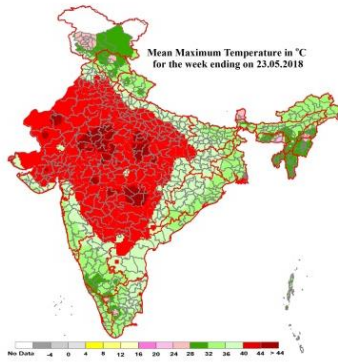 Mean Maximum Temperature in °C
for the week ending on 23.05.2018
No Data -4 0 4 8 12 16 20 24 28 32 36 40 44 > 44